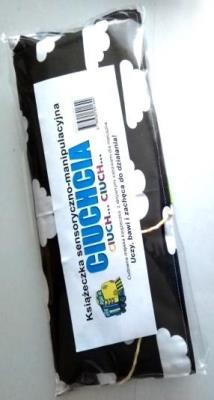 Książeczka sensoryczno-manipulacyjna
CIUCHCIA
CIUCH... CIUCH...
Uczy, bawi i zachęca do działania!